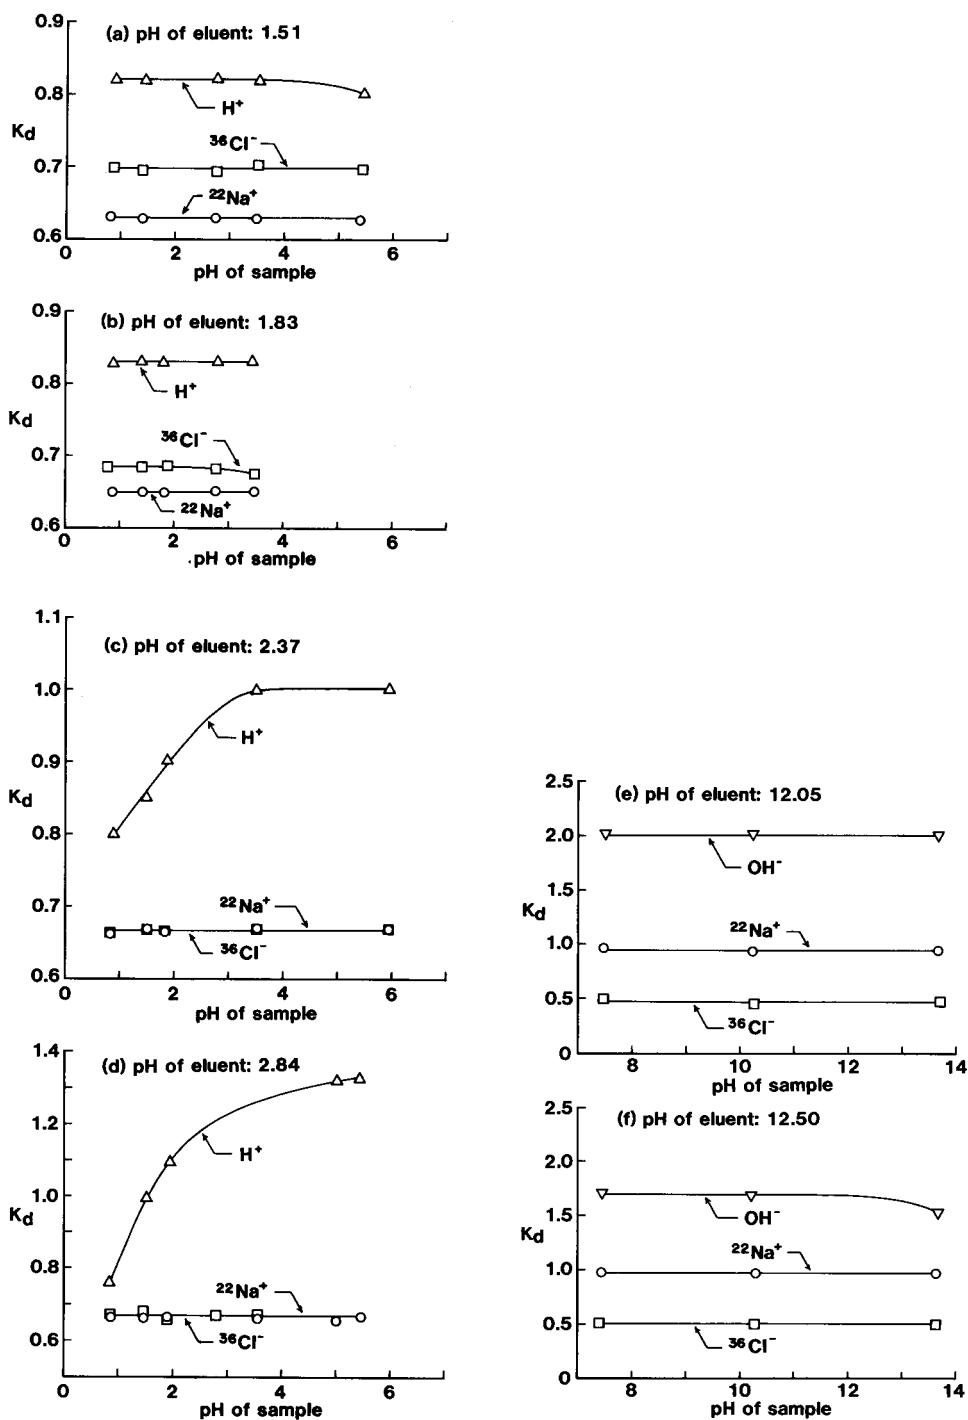 (a) pH of eluent: 1.51
0.9
0.8
0.7
0.6
Kd
H⁺
³⁶Cl⁻
²²Na⁺
0 2 4 6
pH of sample
(b) pH of eluent: 1.83
0.9
0.8
0.7
0.6
Kd
H⁺
³⁶Cl⁻
²²Na⁺
0 2 4 6
pH of sample
(c) pH of eluent: 2.37
1.1
1.0
0.9
0.8
0.7
0.6
Kd
H⁺
²²Na⁺
³⁶Cl⁻
0 2 4 6
pH of sample
(d) pH of eluent: 2.84
1.4
1.2
1.0
0.8
0.6
Kd
H⁺
²²Na⁺
³⁶Cl⁻
0 2 4 6
pH of sample
(e) pH of eluent: 12.05
2.5
2.0
1.5
1.0
0.5
0
Kd
OH⁻
²²Na⁺
³⁶Cl⁻
8 10 12 14
pH of sample
(f) pH of eluent: 12.50
2.5
2.0
1.5
1.0
0.5
0
Kd
OH⁻
²²Na⁺
³⁶Cl⁻
8 10 12 14
pH of sample